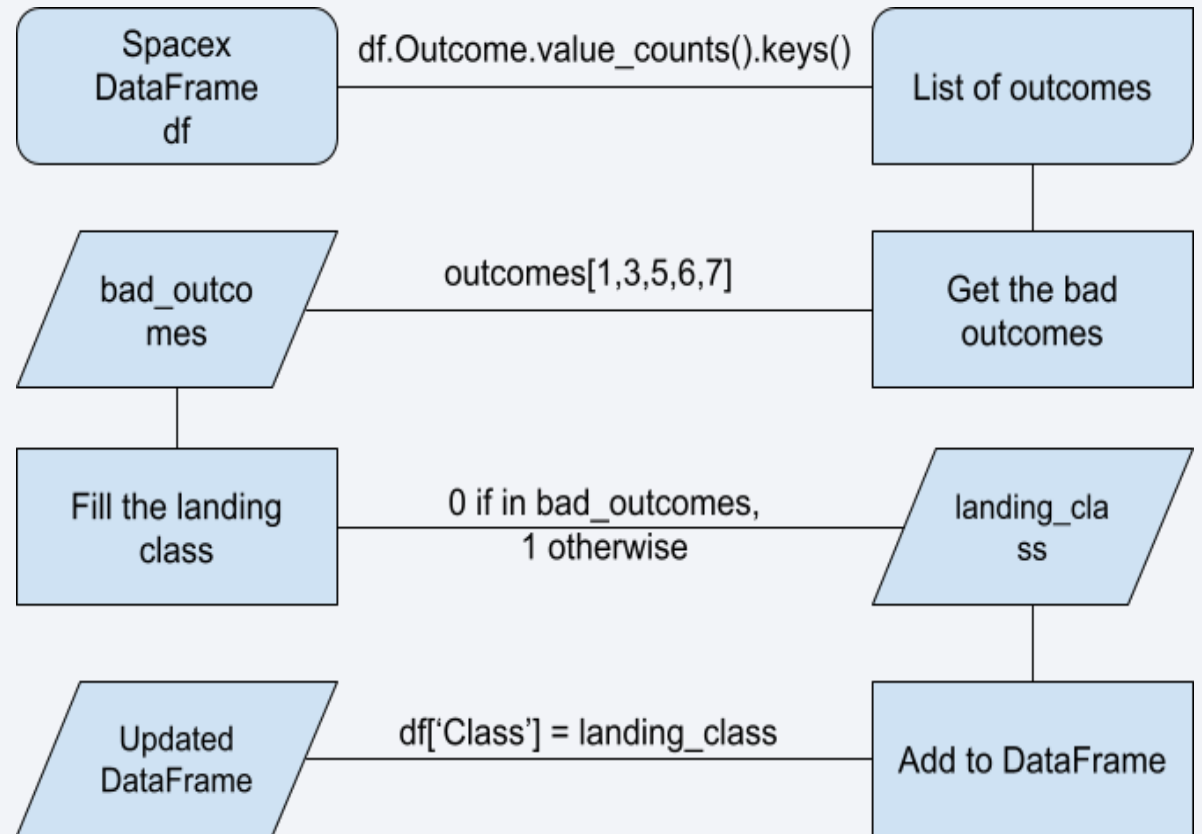 Spacex
DataFrame
df
df.Outcome.value_counts().keys()
List of outcomes
bad_outco
mes
outcomes[1,3,5,6,7]
Get the bad
outcomes
Fill the landing
class
0 if in bad_outcomes,
1 otherwise
landing_cla
ss
Updated
DataFrame
df[‘Class’] = landing_class
Add to DataFrame